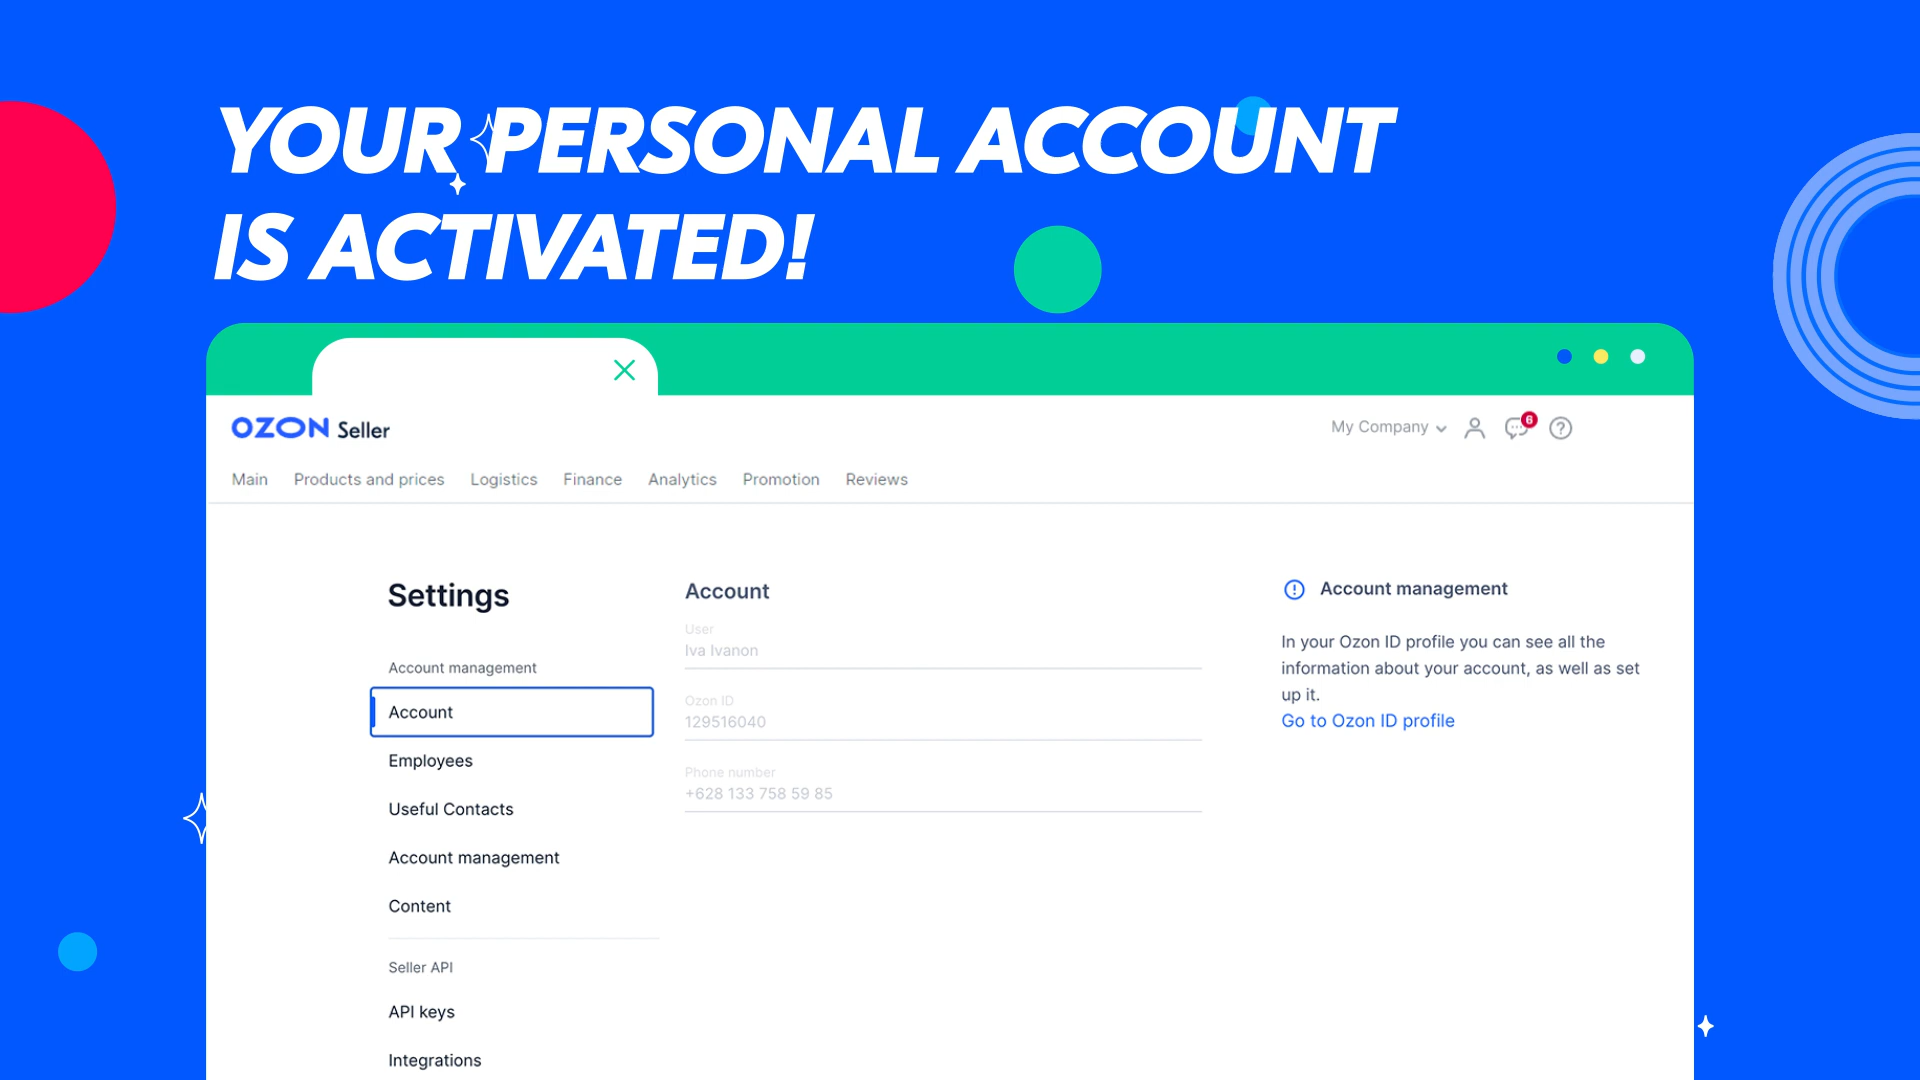 YOUR PERSONAL ACCOUNT
IS ACTIVATED!
OZON Seller
My Company
6
Main
Products and prices
Logistics
Finance
Analytics
Promotion
Reviews
Settings
Account management
Account
Employees
Useful Contacts
Account management
Content
Seller API
API keys
Integrations
Account
User
Iva Ivanon
Ozon ID
129516040
Phone number
+628 133 758 59 85
Account management
In your Ozon ID profile you can see all the
information about your account, as well as set
up it.
Go to Ozon ID profile